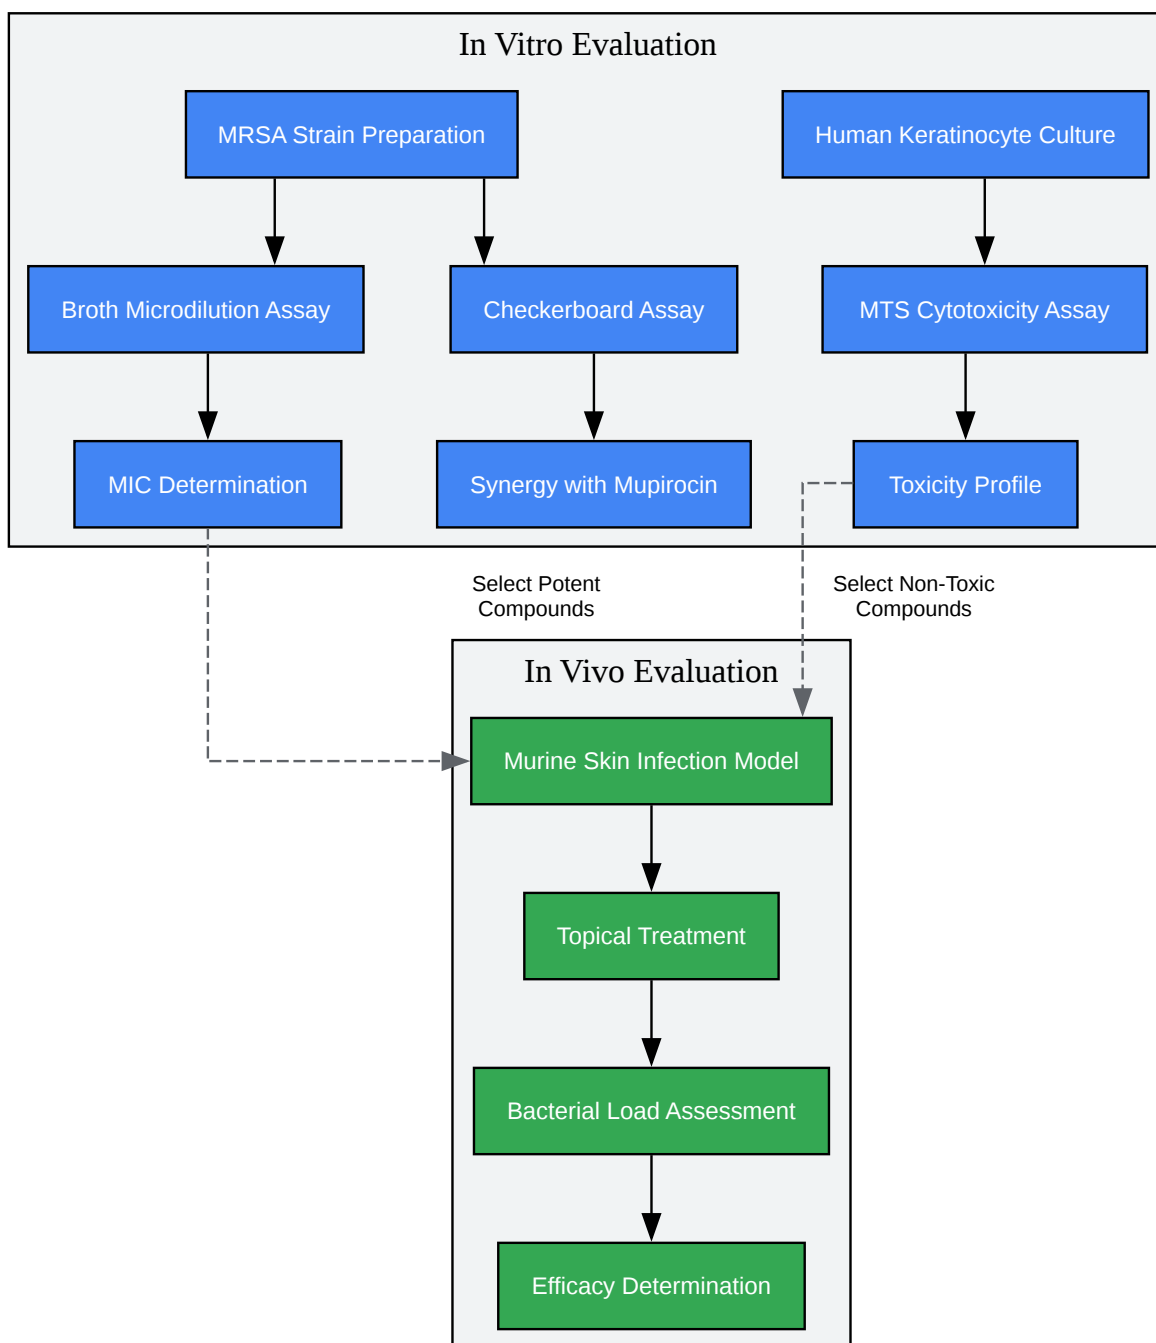 In Vitro Evaluation
MRSA Strain Preparation
Human Keratinocyte Culture
Broth Microdilution Assay
Checkerboard Assay
MTS Cytotoxicity Assay
MIC Determination
Synergy with Mupirocin
Toxicity Profile
Select Potent
Compounds
Select Non-Toxic
Compounds
In Vivo Evaluation
Murine Skin Infection Model
Topical Treatment
Bacterial Load Assessment
Efficacy Determination